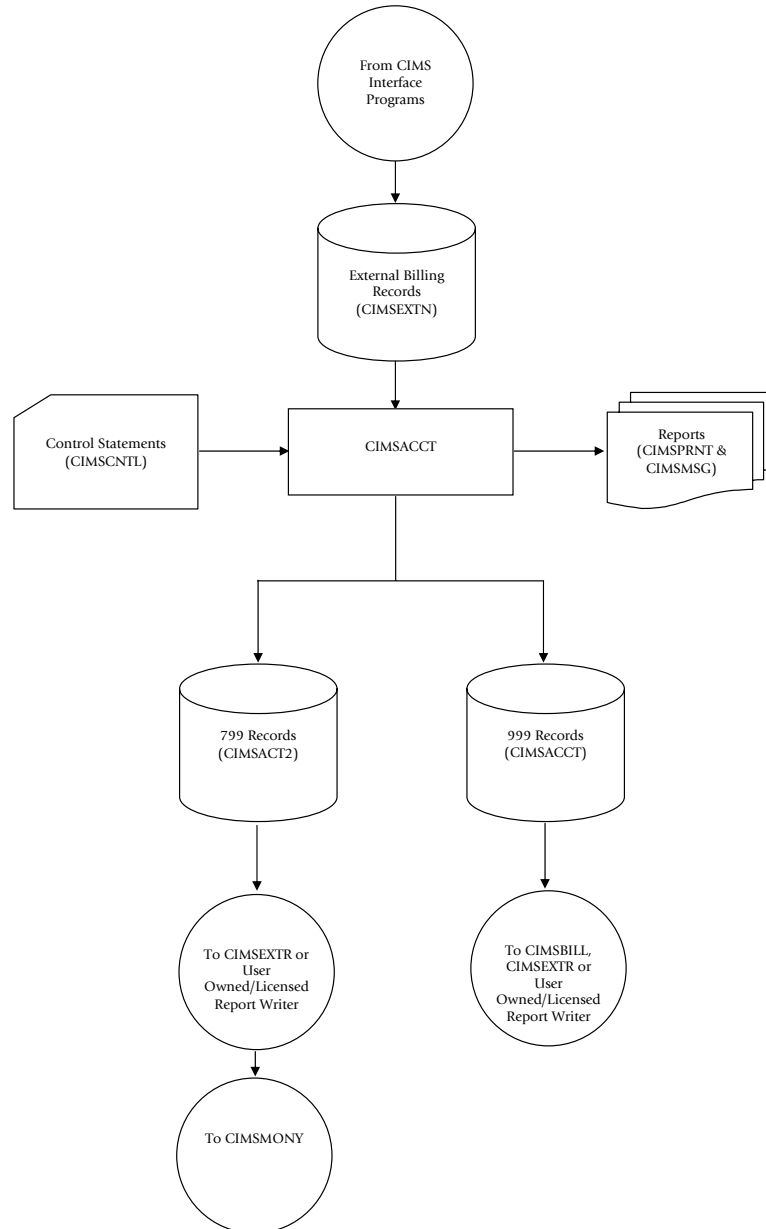 From CIMS
Interface
Programs
External Billing
Records
(CIMSEXTN)
Control Statements
(CIMSCNTL)
CIMSACCT
Reports
(CIMSPRNT &
CIMSMSG)
799 Records
(CIMSACT2)
999 Records
(CIMSACCT)
To CIMSEXTR or
User
Owned/Licensed
Report Writer
To CIMSBILL,
CIMSEXTR or
User
Owned/Licensed
Report Writer
To CIMSMONY